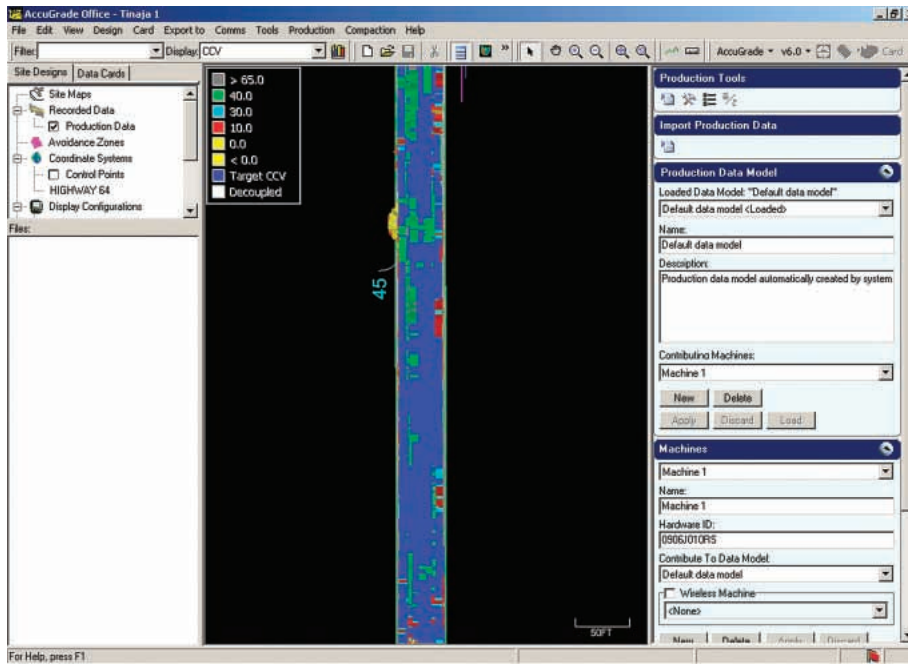 AccuGrade Office - Tinaja 1
File Edit View Design Card Export to Comms Tools Production Compaction Help
Filter: Display: CCV AccuGrade v6.0 Card
Site Designs Data Cards
Site Maps
Recorded Data
Production Data
Avoidance Zones
Coordinate Systems
Control Points
HIGHWAY 64
Display Configurations
Files:
> 65.0
40.0
30.0
10.0
0.0
< 0.0
Target CCV
Decoupled
45
50FT
Production Tools
Import Production Data
Production Data Model
Loaded Data Model: "Default data model"
Default data model <Loaded>
Name:
Default data model
Description:
Production data model automatically created by system
Contributing Machines:
Machine 1
New Delete
Apply Discard Load
Machines
Machine 1
Name:
Machine 1
Hardware ID:
0906J010RS
Contribute To Data Model:
Default data model
Wireless Machine
<None>
New Delete Apply Discard
For Help, press F1